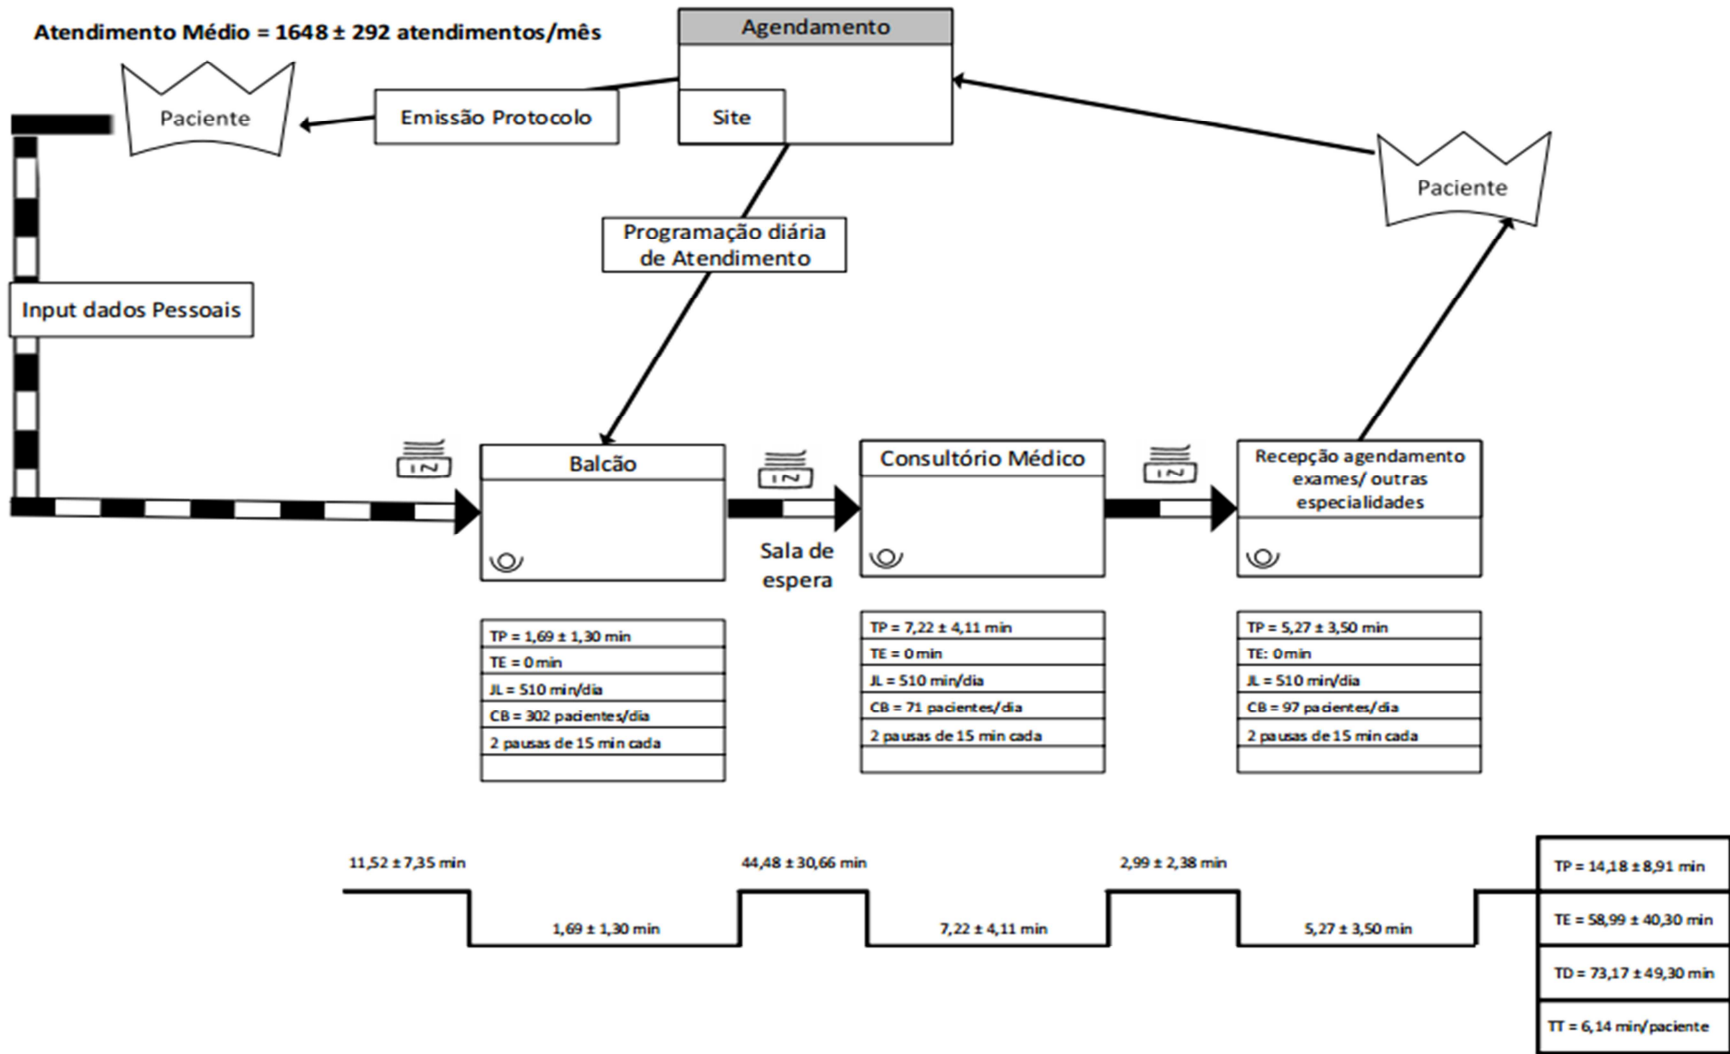 Atendimento Médio = 1648 ± 292 atendimentos/mês
Agendamento
Site
Emissão Protocolo
Paciente
Paciente
Programação diária
de Atendimento
Input dados Pessoais
IN
Balcão
IN
Sala de
espera
Consultório Médico
IN
Recepção agendamento
exames/ outras
especialidades
TP = 1,69 ± 1,30 min
TE = 0 min
JL = 510 min/dia
CB = 302 pacientes/dia
2 pausas de 15 min cada
TP = 7,22 ± 4,11 min
TE = 0 min
JL = 510 min/dia
CB = 71 pacientes/dia
2 pausas de 15 min cada
TP = 5,27 ± 3,50 min
TE: 0min
JL = 510 min/dia
CB = 97 pacientes/dia
2 pausas de 15 min cada
11,52 ± 7,35 min
1,69 ± 1,30 min
44,48 ± 30,66 min
7,22 ± 4,11 min
2,99 ± 2,38 min
5,27 ± 3,50 min
TP = 14,18 ± 8,91 min
TE = 58,99 ± 40,30 min
TD = 73,17 ± 49,30 min
TT = 6,14 min/paciente